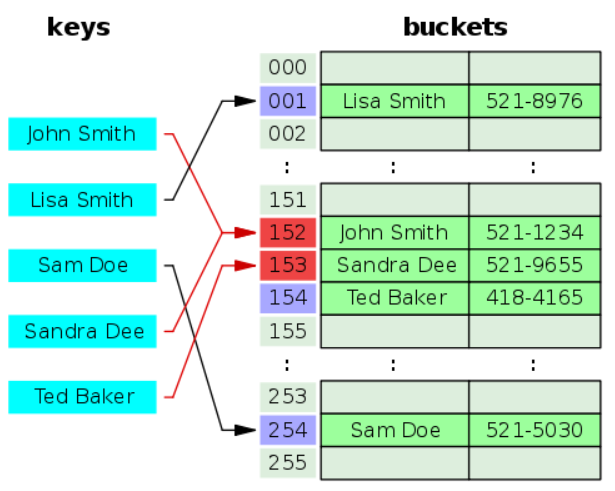 keys
buckets
000
001 Lisa Smith 521-8976
002
: : :
John Smith
Lisa Smith
Sam Doe
Sandra Dee
Ted Baker
151
152 John Smith 521-1234
153 Sandra Dee 521-9655
154 Ted Baker 418-4165
155
: : :
253
254 Sam Doe 521-5030
255